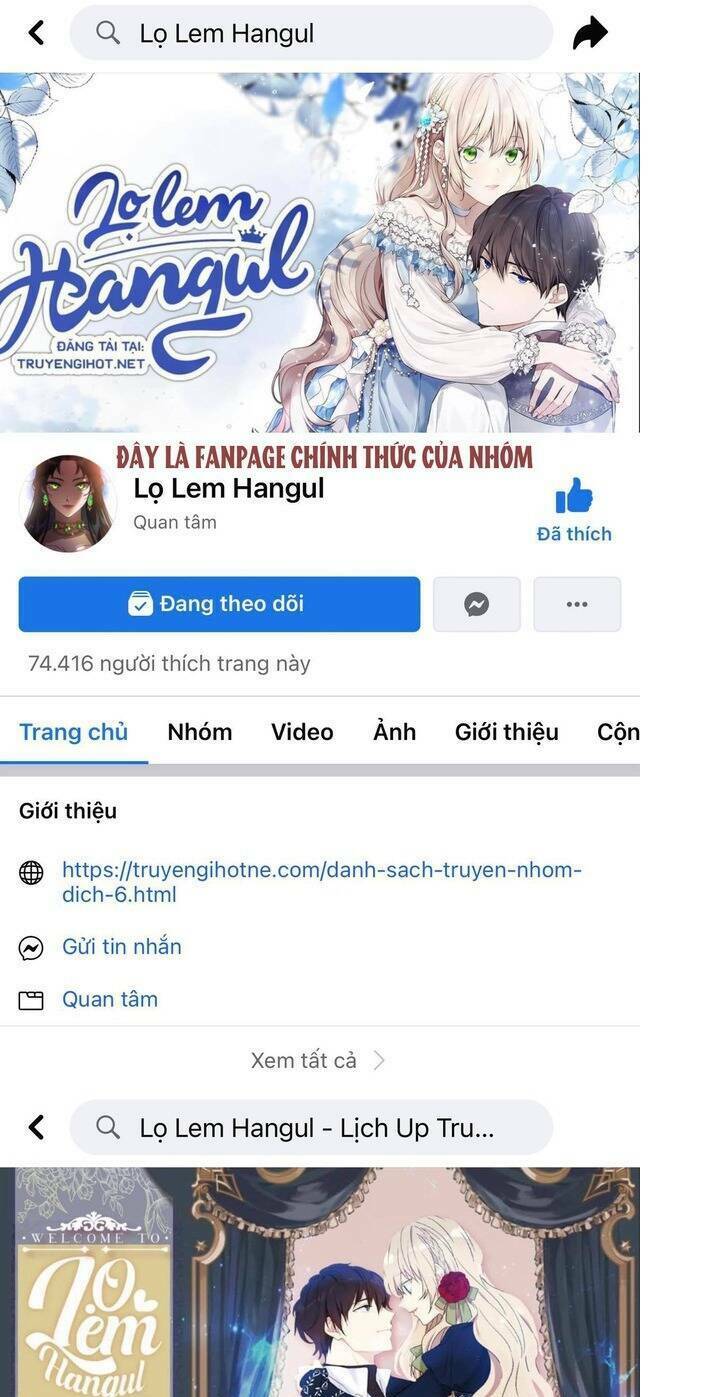 Lọ Lem Hangul
Lọ lem
Hangul
ĐĂNG TẢI TẠI:
TRUYENGIHOT.NET
ĐÂY LÀ FANPAGE CHÍNH THỨC CỦA NHÓM
Lọ Lem Hangul
Quan tâm
Đã thích
Đang theo dõi
74.416 người thích trang này
Trang chủ Nhóm Video Ảnh Giới thiệu Cộn
Giới thiệu
https://truyengihotne.com/danh-sach-truyen-nhom-
dich-6.html
Gửi tin nhắn
Quan tâm
Xem tất cả
Lọ Lem Hangul - Lịch Up Tru...
•WELCOME TO•
Lọ
Lem
Hangul